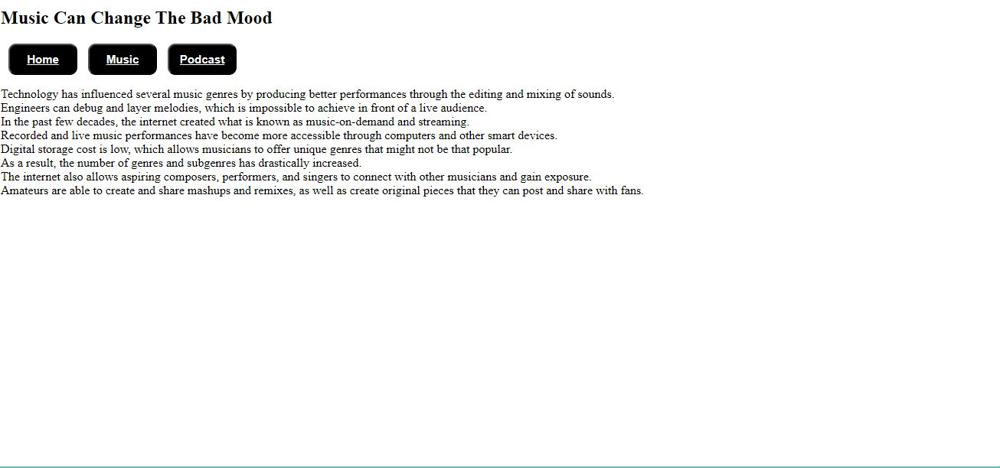 Music Can Change The Bad Mood
Home Music Podcast
Technology has influenced several music genres by producing better performances through the editing and mixing of sounds.
Engineers can debug and layer melodies, which is impossible to achieve in front of a live audience.
In the past few decades, the internet created what is known as music-on-demand and streaming.
Recorded and live music performances have become more accessible through computers and other smart devices.
Digital storage cost is low, which allows musicians to offer unique genres that might not be that popular.
As a result, the number of genres and subgenres has drastically increased.
The internet also allows aspiring composers, performers, and singers to connect with other musicians and gain exposure.
Amateurs are able to create and share mashups and remixes, as well as create original pieces that they can post and share with fans.